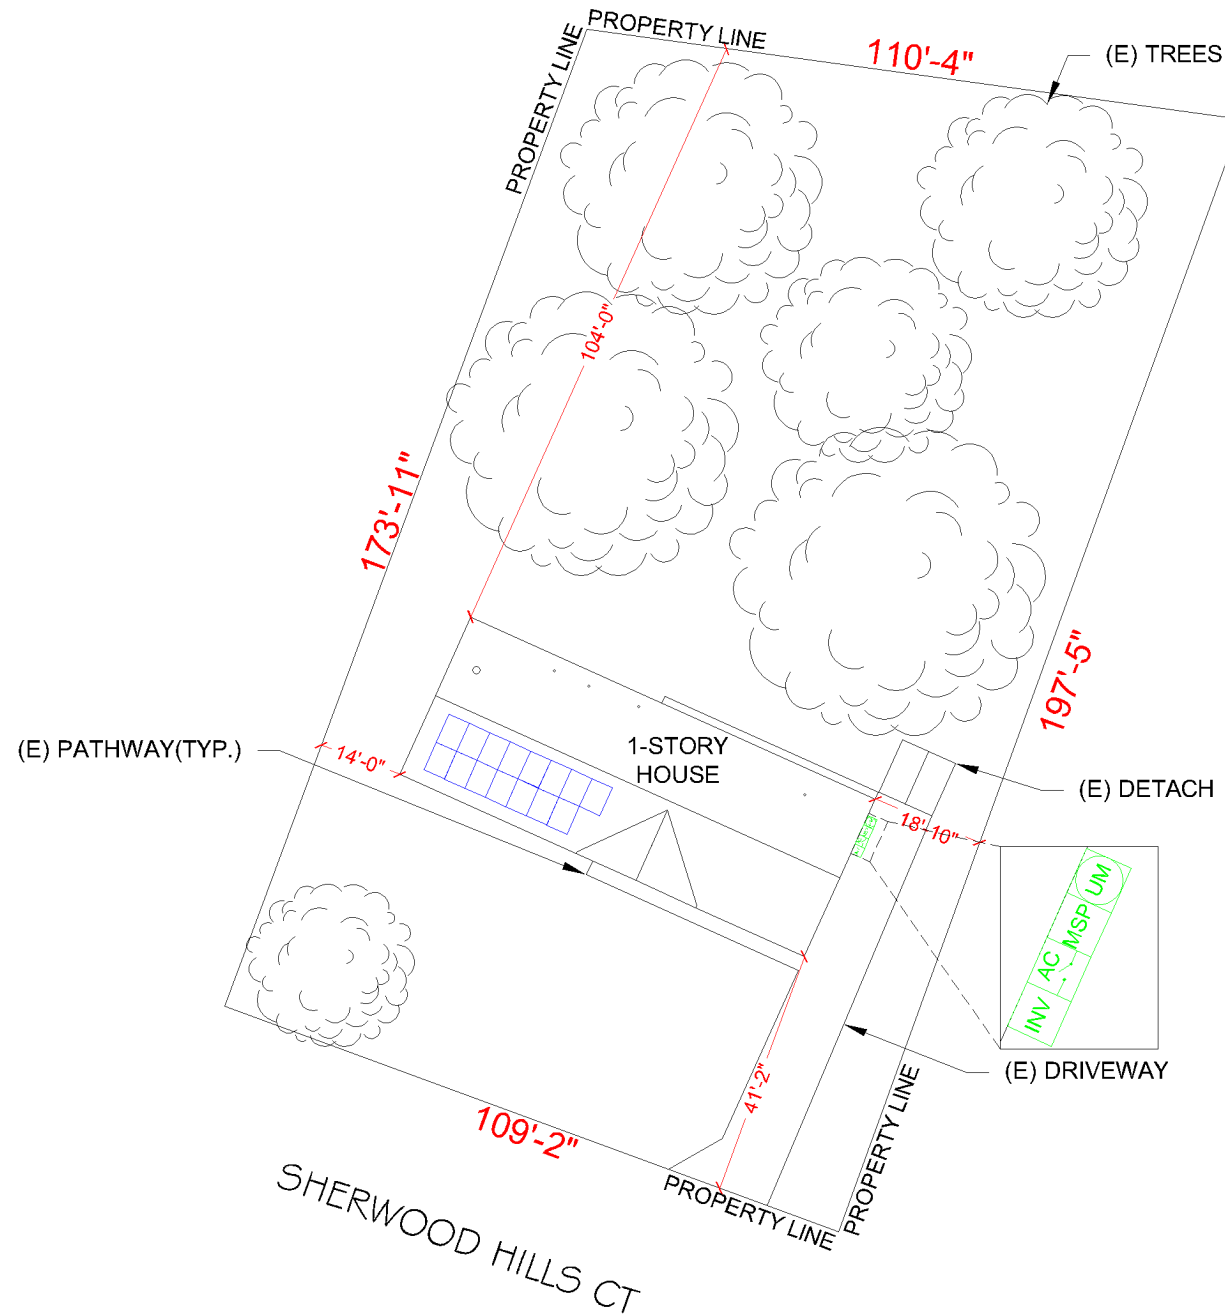 PROPERTY LINE
110'-4"
(E) TREES
PROPERTY LINE
104'-0"
173'-11"
197'-5"
(E) PATHWAY(TYP.)
14'-0"
1-STORY
HOUSE
(E) DETACH
18'-10"
UM
MSP
AC
INV
(E) DRIVEWAY
41'-2"
109'-2"
PROPERTY LINE
PROPERTY LINE
SHERWOOD HILLS CT